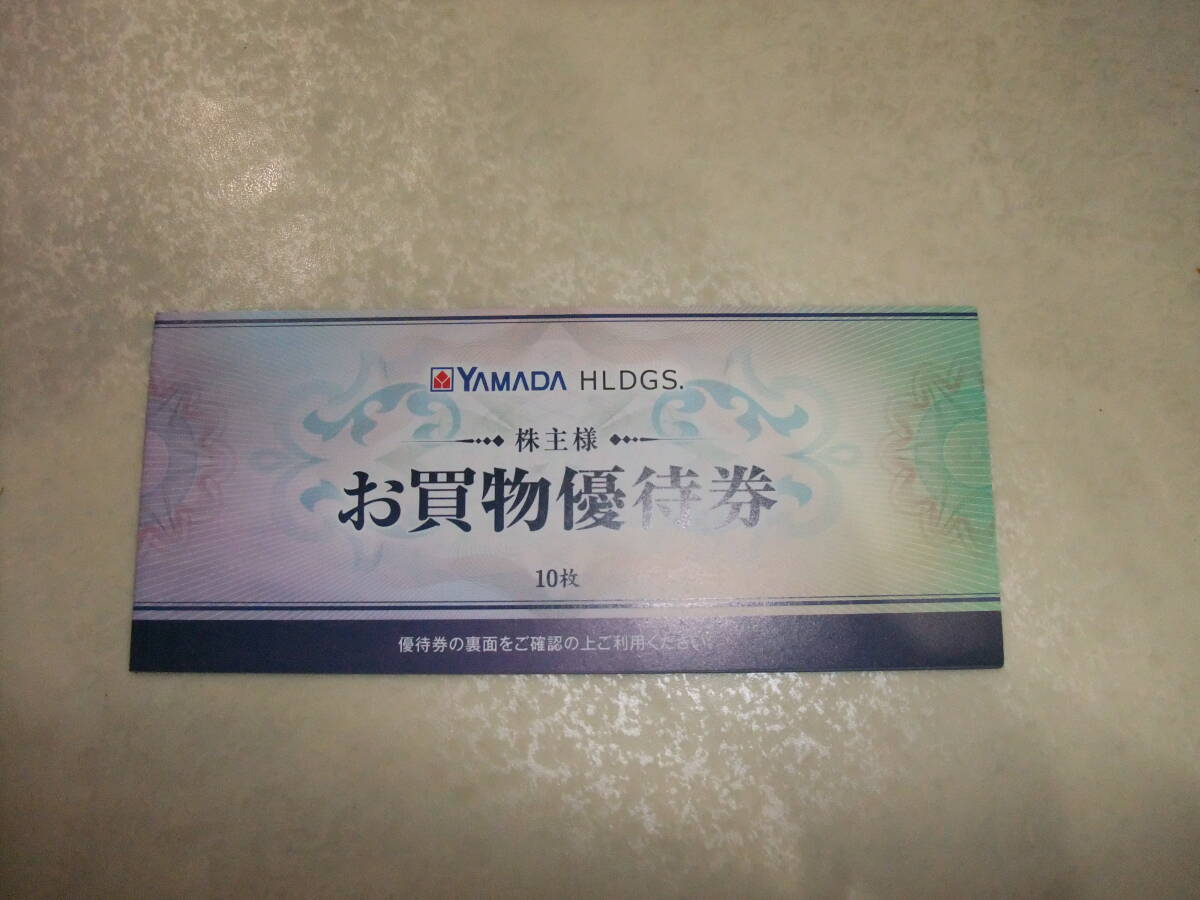 YAMADA HLDGS.
株主様
お買物優待券
10枚
優待券の裏面をご確認の上ご利用ください。